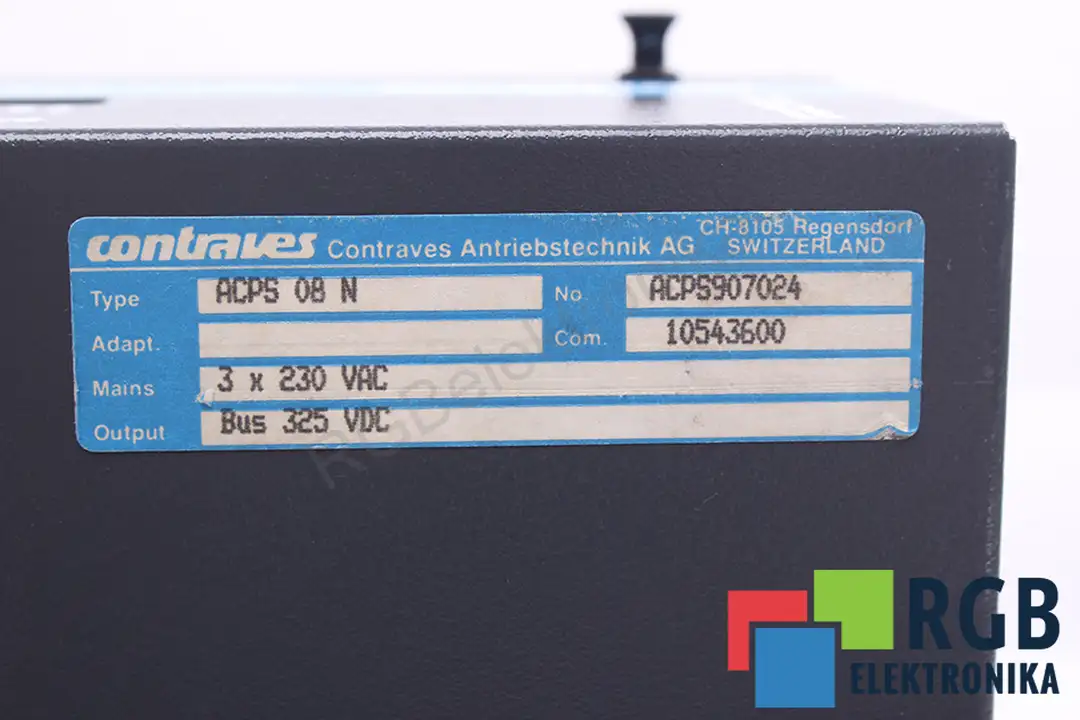 contraves Contraves Antriebstechnik AG CH-8105 Regensdorf SWITZERLAND
Type ACPS 08 N No ACPS907024
Adapt. Com. 10543600
Mains 3 x 230 VAC
Output Bus 325 VDC
RGB
ELEKTRONIKA